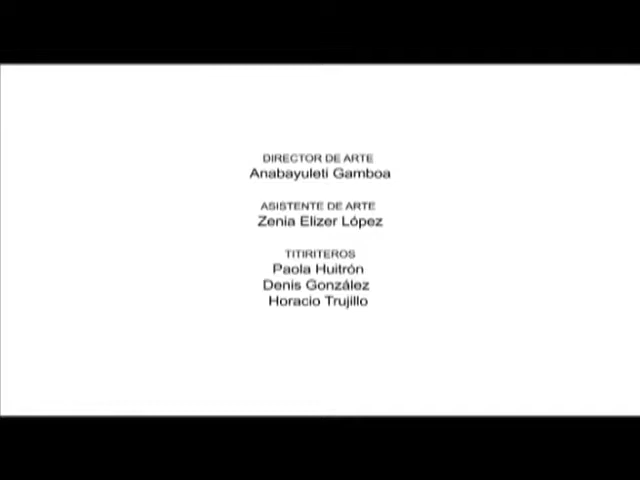 DIRECTOR DE ARTE
Anabayuleti Gamboa
ASISTENTE DE ARTE
Zenia Elizer López
TITIRITEROS
Paola Huitrón
Denis González
Horacio Trujillo